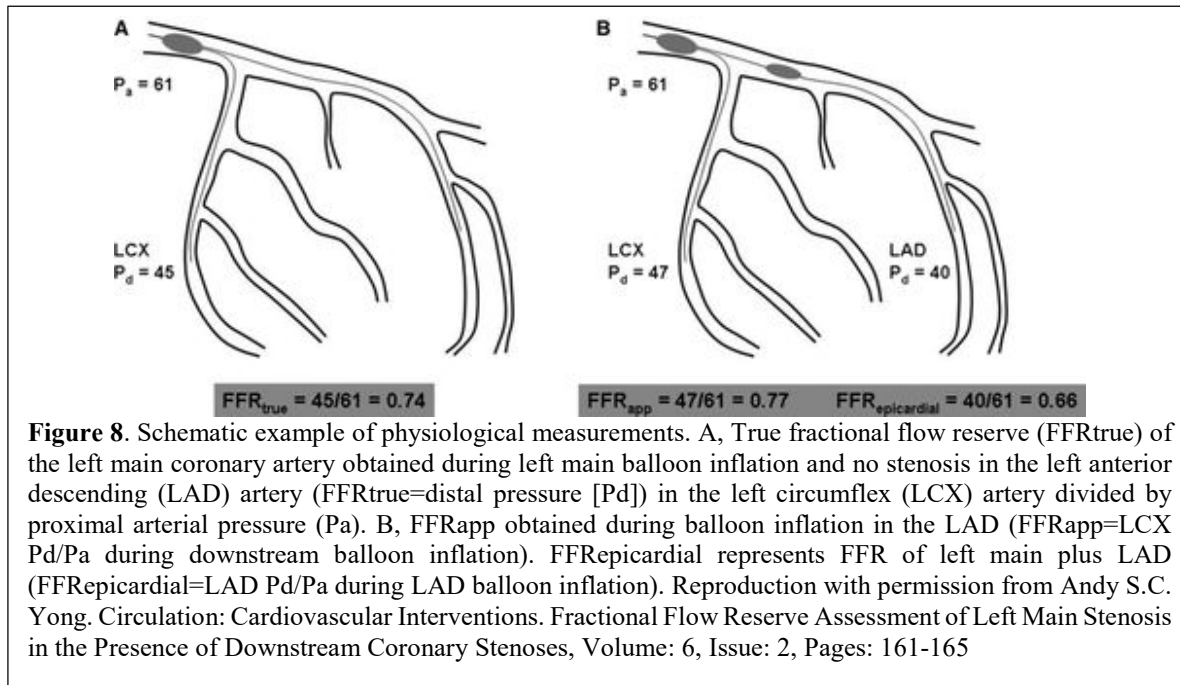 A
B
P_a = 61
P_a = 61
LCX
P_d = 45
LCX
P_d = 47
LAD
P_d = 40
FFR_true = 45/61 = 0.74
FFR_app = 47/61 = 0.77 FFR_epicardial = 40/61 = 0.66
Figure 8. Schematic example of physiological measurements. A, True fractional flow reserve (FFRtrue) of
the left main coronary artery obtained during left main balloon inflation and no stenosis in the left anterior
descending (LAD) artery (FFRtrue=distal pressure [Pd]) in the left circumflex (LCX) artery divided by
proximal arterial pressure (Pa). B, FFRapp obtained during balloon inflation in the LAD (FFRapp=LCX
Pd/Pa during downstream balloon inflation). FFRepicardial represents FFR of left main plus LAD
(FFRepicardial=LAD Pd/Pa during LAD balloon inflation). Reproduction with permission from Andy S.C.
Yong. Circulation: Cardiovascular Interventions. Fractional Flow Reserve Assessment of Left Main Stenosis
in the Presence of Downstream Coronary Stenoses, Volume: 6, Issue: 2, Pages: 161-165